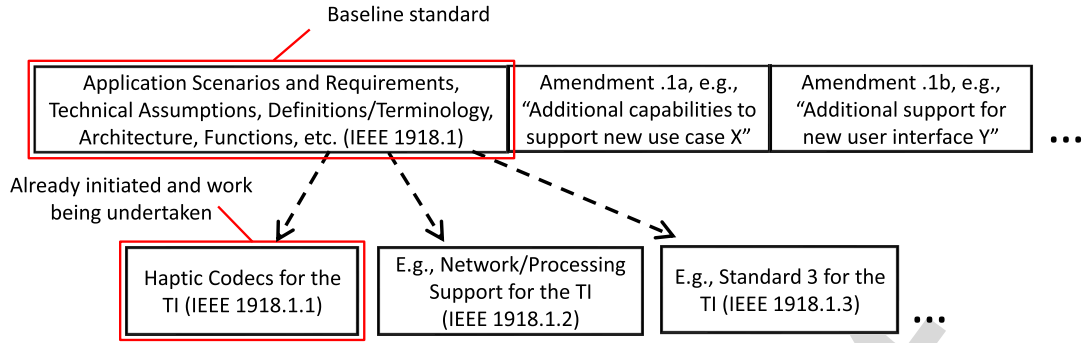 Baseline standard
Application Scenarios and Requirements,
Technical Assumptions, Definitions/Terminology,
Architecture, Functions, etc. (IEEE 1918.1)
Amendment .1a, e.g.,
“Additional capabilities to
support new use case X”
Amendment .1b, e.g.,
“Additional support for
new user interface Y”
...
Already initiated and work
being undertaken
Haptic Codecs for the
TI (IEEE 1918.1.1)
E.g., Network/Processing
Support for the TI
(IEEE 1918.1.2)
E.g., Standard 3 for the
TI (IEEE 1918.1.3)
...